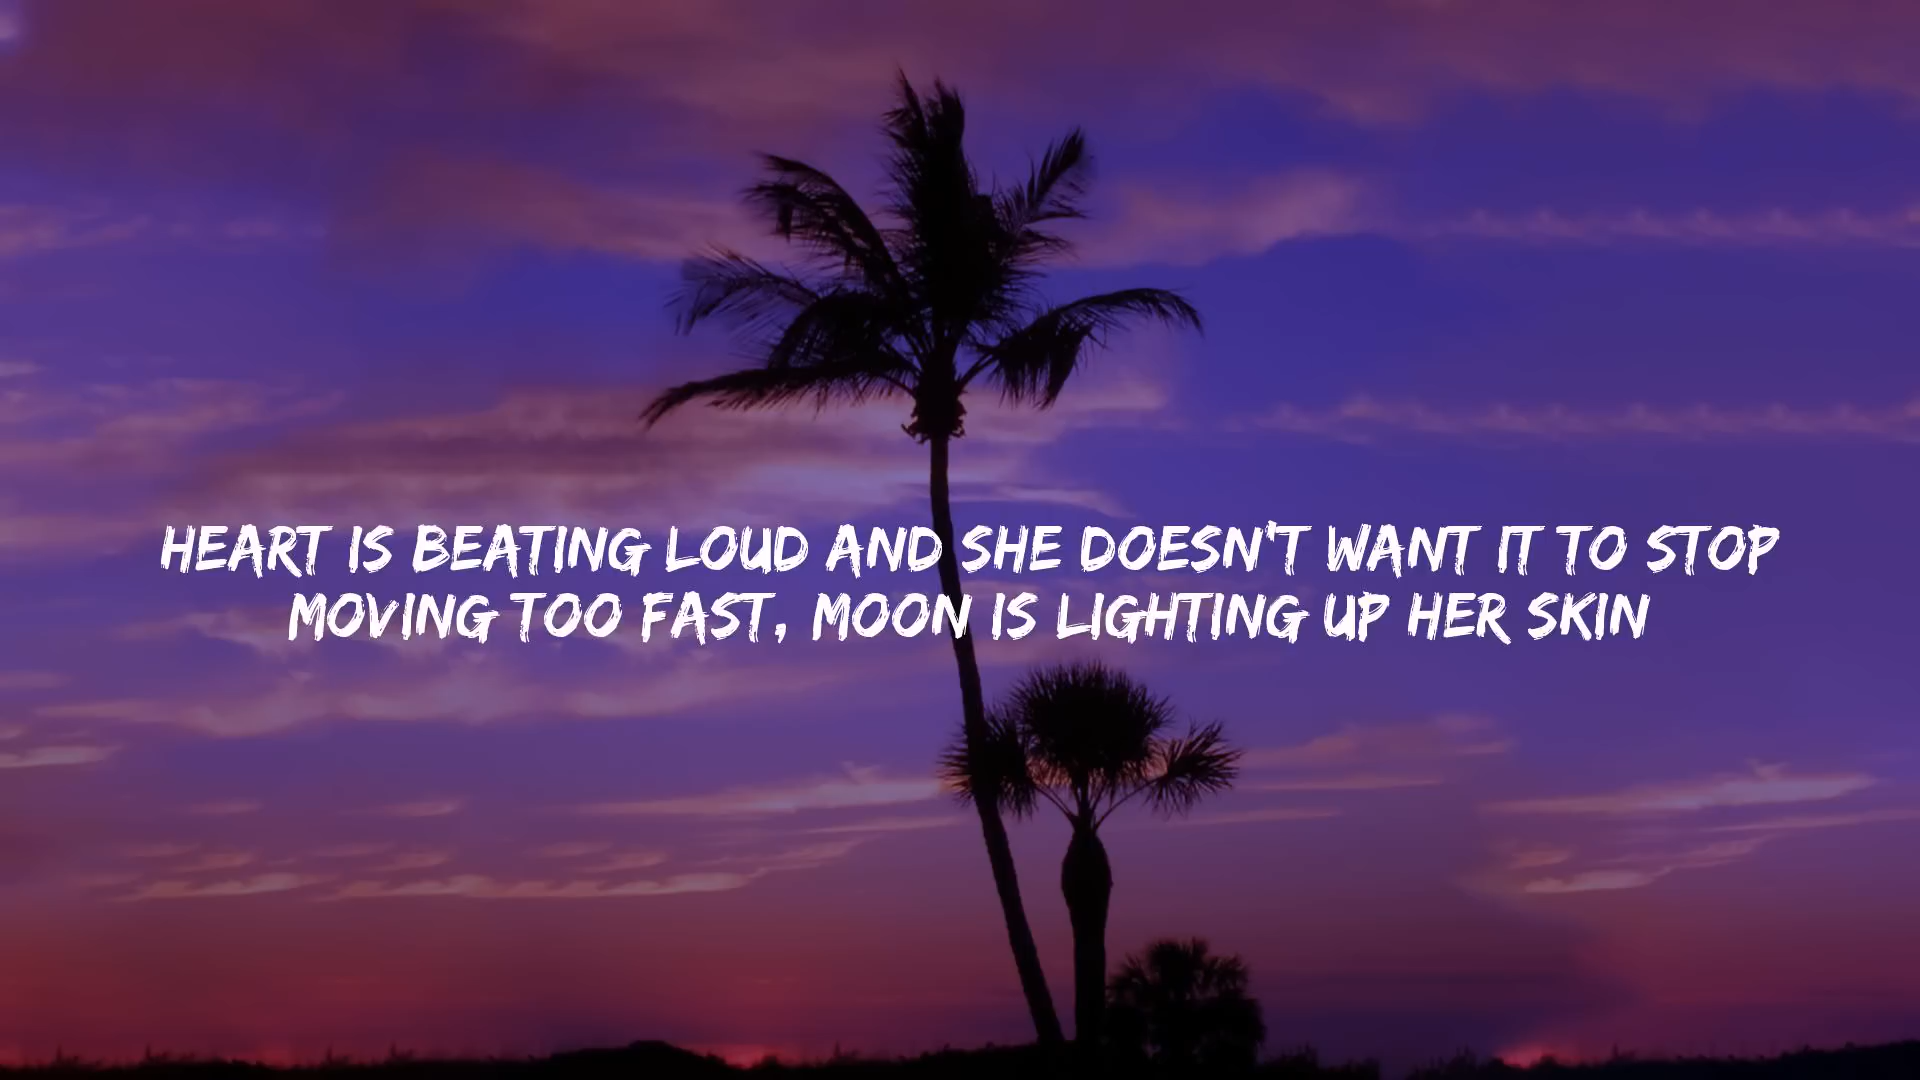 HEART IS BEATING LOUD AND SHE DOESN'T WANT IT TO STOP
MOVING TOO FAST, MOON IS LIGHTING UP HER SKIN